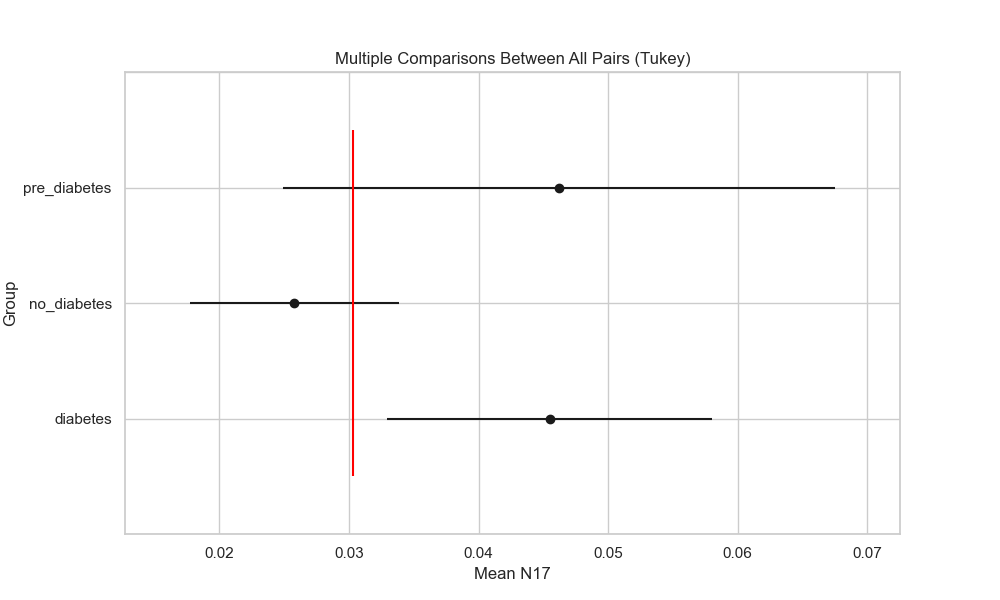 Multiple Comparisons Between All Pairs (Tukey)
Group
pre_diabetes
no_diabetes
diabetes
0.02 0.03 0.04 0.05 0.06 0.07
Mean N17